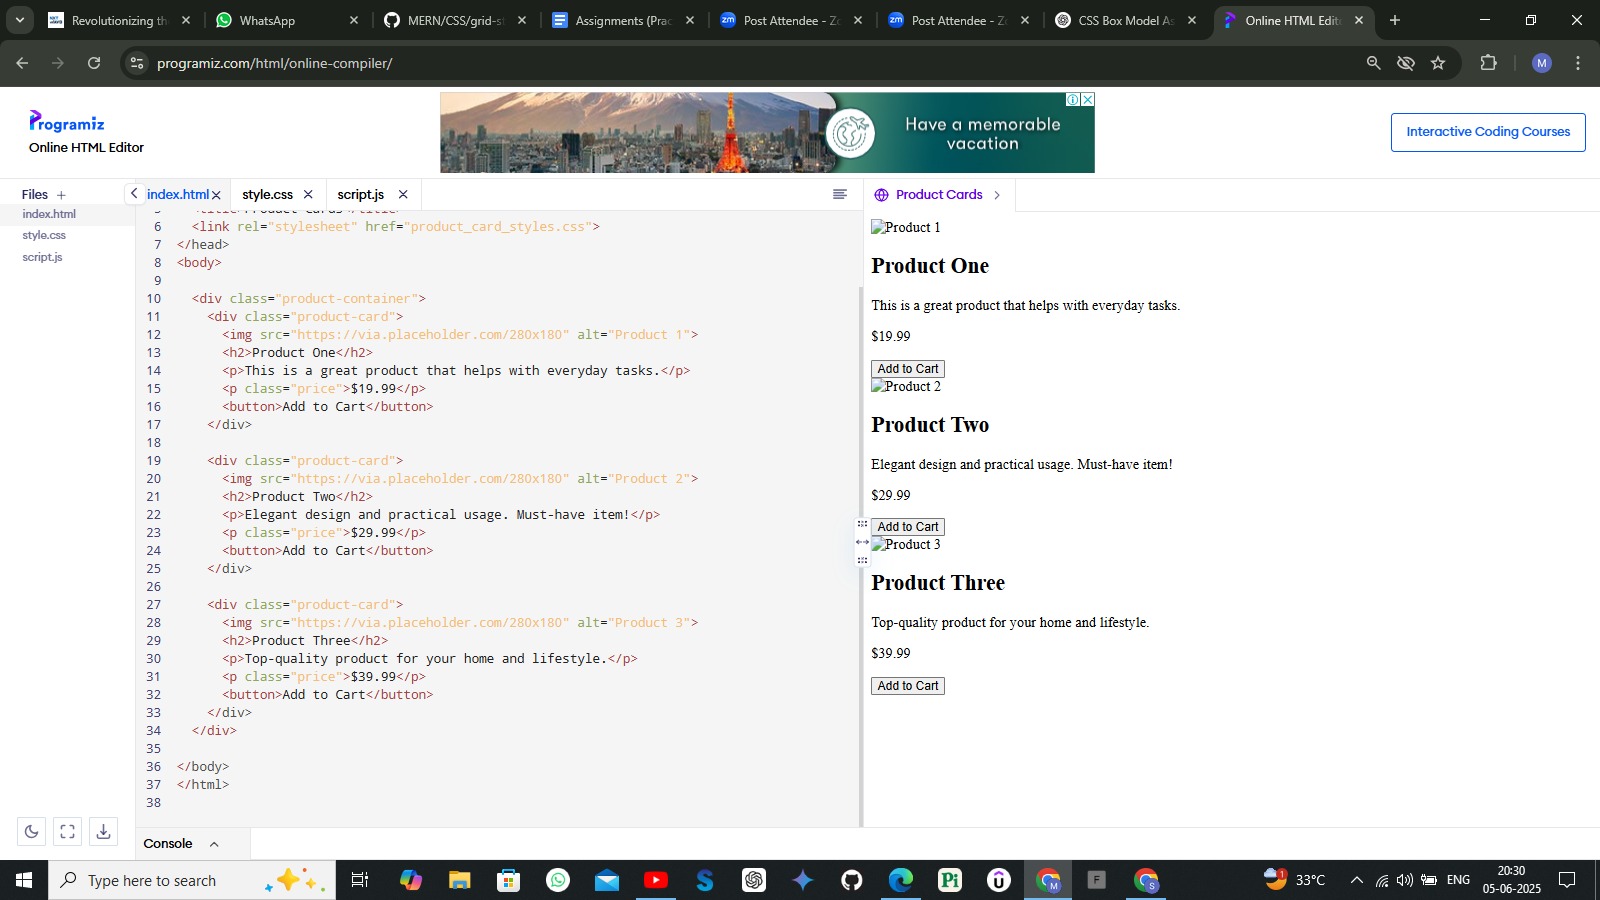 Revolutionizing th
WhatsApp
MERN/CSS/grid-st
Assignments (Prac
Post Attendee - Zo
Post Attendee - Zo
CSS Box Model As
Online HTML Edito
programiz.com/html/online-compiler/
M
Programiz
Online HTML Editor
Have a memorable
vacation
Interactive Coding Courses
Files +
index.html
style.css
script.js
index.html
style.css
script.js
Product Cards
5 <title>Product Cards</title>
6 <link rel="stylesheet" href="product_card_styles.css">
7 </head>
8 <body>
9
10 <div class="product-container">
11 <div class="product-card">
12 <img src="https://via.placeholder.com/280x180" alt="Product 1">
13 <h2>Product One</h2>
14 <p>This is a great product that helps with everyday tasks.</p>
15 <p class="price">$19.99</p>
16 <button>Add to Cart</button>
17 </div>
18
19 <div class="product-card">
20 <img src="https://via.placeholder.com/280x180" alt="Product 2">
21 <h2>Product Two</h2>
22 <p>Elegant design and practical usage. Must-have item!</p>
23 <p class="price">$29.99</p>
24 <button>Add to Cart</button>
25 </div>
26
27 <div class="product-card">
28 <img src="https://via.placeholder.com/280x180" alt="Product 3">
29 <h2>Product Three</h2>
30 <p>Top-quality product for your home and lifestyle.</p>
31 <p class="price">$39.99</p>
32 <button>Add to Cart</button>
33 </div>
34 </div>
35
36 </body>
37 </html>
38
Product 1
Product One
This is a great product that helps with everyday tasks.
$19.99
Add to Cart
Product 2
Product Two
Elegant design and practical usage. Must-have item!
$29.99
Add to Cart
Product 3
Product Three
Top-quality product for your home and lifestyle.
$39.99
Add to Cart
Console
Type here to search
33°C
ENG
20:30
05-06-2025